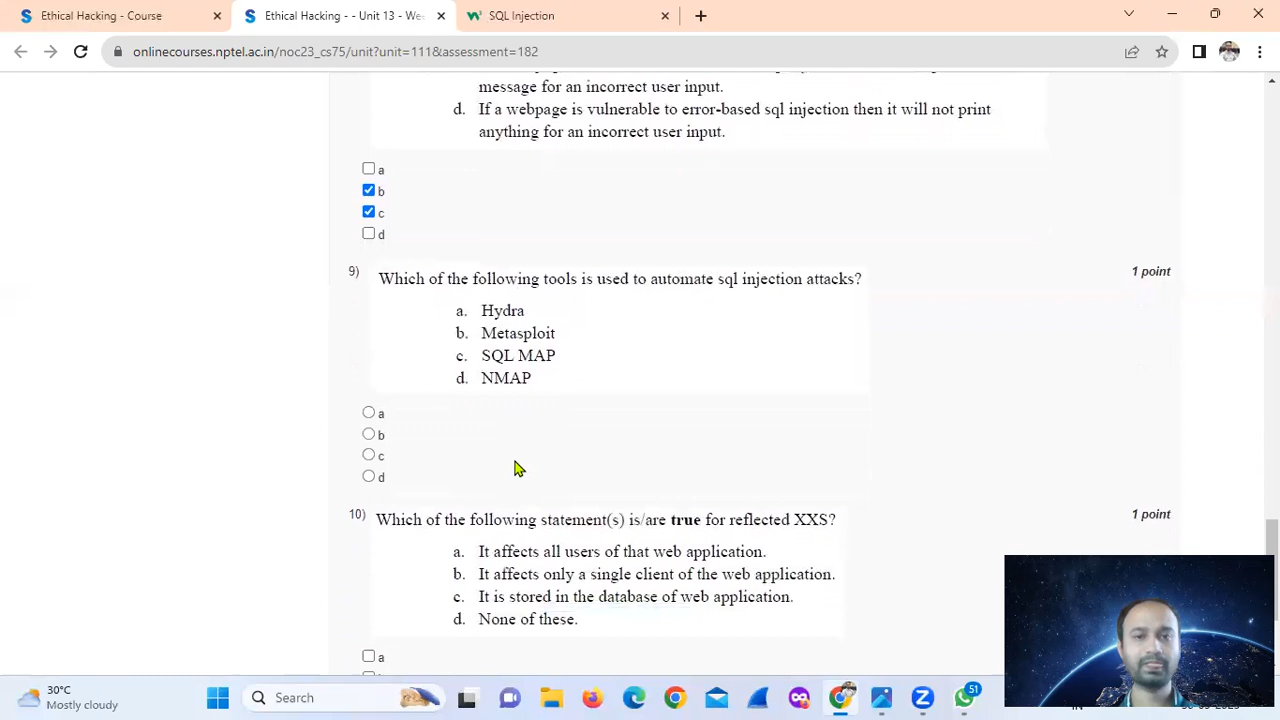 Ethical Hacking - Course
Ethical Hacking - - Unit 13 - We
SQL Injection
onlinecourses.nptel.ac.in/noc23_cs75/unit?unit=111&assessment=182
message for an incorrect user input.
d. If a webpage is vulnerable to error-based sql injection then it will not print
anything for an incorrect user input.
a
b
c
d
9) Which of the following tools is used to automate sql injection attacks? 1 point
a. Hydra
b. Metasploit
c. SQL MAP
d. NMAP
a
b
c
d
10) Which of the following statement(s) is/are true for reflected XXS? 1 point
a. It affects all users of that web application.
b. It affects only a single client of the web application.
c. It is stored in the database of web application.
d. None of these.
a
30°C
Mostly cloudy
Search
51